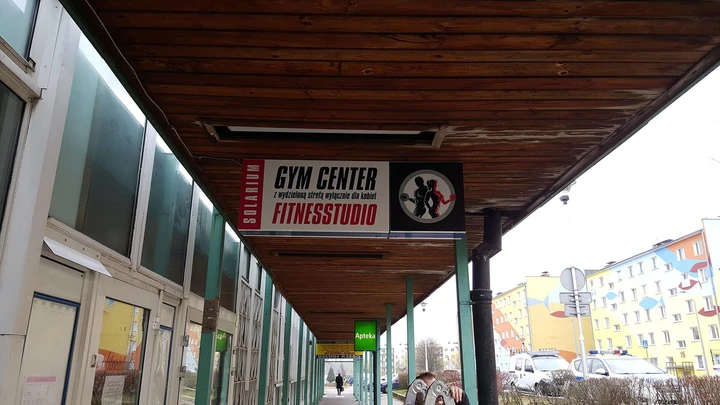 SOLARIUM
GYM CENTER
z wydzieloną strefą wyłącznie dla kobiet
FITNESSTUDIO
Apteka